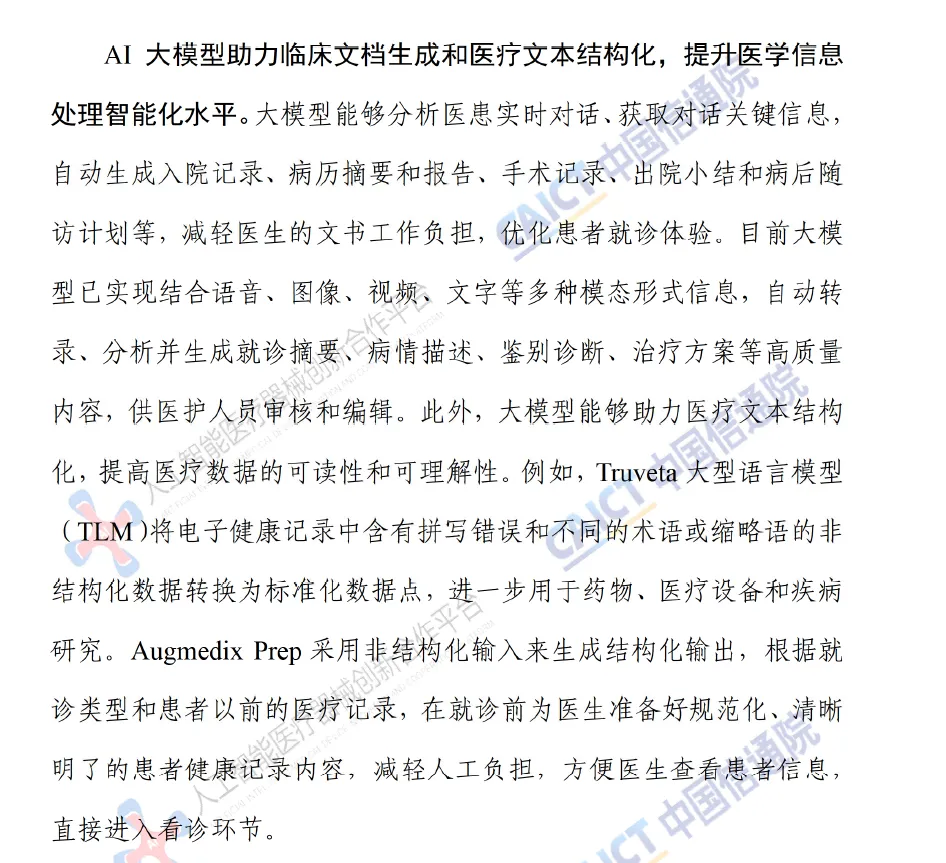 AI 大模型助力临床文档生成和医疗文本结构化，提升医学信息
处理智能化水平。大模型能够分析医患实时对话、获取对话关键信息，
自动生成入院记录、病历摘要和报告、手术记录、出院小结和病后随
访计划等，减轻医生的文书工作负担，优化患者就诊体验。目前大模
型已实现结合语音、图像、视频、文字等多种模态形式信息，自动转
录、分析并生成就诊摘要、病情描述、鉴别诊断、治疗方案等高质量
内容，供医护人员审核和编辑。此外，大模型能够助力医疗文本结构
化，提高医疗数据的可读性和可理解性。例如，Truveta 大型语言模型
（TLM）将电子健康记录中含有拼写错误和不同的术语或缩略语的非
结构化数据转换为标准化数据点，进一步用于药物、医疗设备和疾病
研究。Augmedix Prep 采用非结构化输入来生成结构化输出，根据就
诊类型和患者以前的医疗记录，在就诊前为医生准备好规范化、清晰
明了的患者健康记录内容，减轻人工负担，方便医生查看患者信息，
直接进入看诊环节。
CAICT 中国信通院
人工智能医疗器械创新合作平台
CAICT 中国信通院
人工智能医疗器械创新合作平台
CAICT 中国信通院